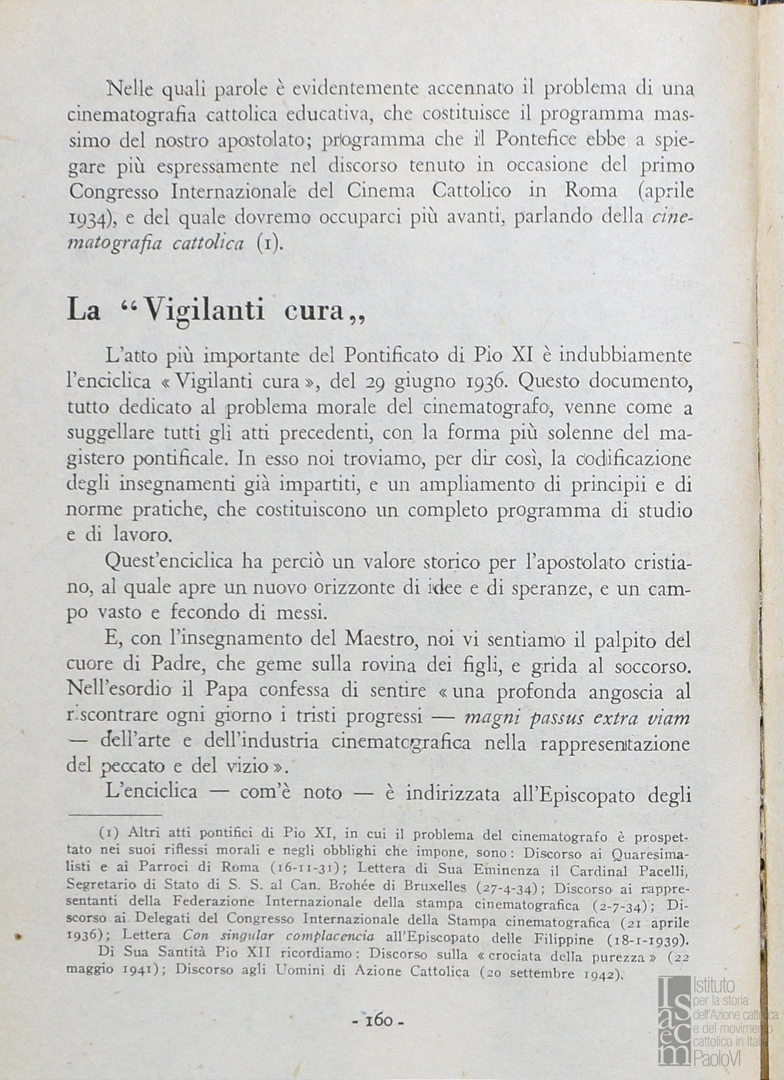 Nelle quali parole è evidentemente accennato il problema di una
cinematografia cattolica educativa, che costituisce il programma mas-
simo del nostro apostolato; programma che il Pontefice ebbe a spie-
gare più espressamente nel discorso tenuto in occasione del primo
Congresso Internazionale del Cinema Cattolico in Roma (aprile
1934), e del quale dovremo occuparci più avanti, parlando della cine-
matografia cattolica (1).
La “Vigilanti cura„
L'atto più importante del Pontificato di Pio XI è indubbiamente
l'enciclica « Vigilanti cura », del 29 giugno 1936. Questo documento,
tutto dedicato al problema morale del cinematografo, venne come a
suggellare tutti gli atti precedenti, con la forma più solenne del ma-
gistero pontificale. In esso noi troviamo, per dir così, la codificazione
degli insegnamenti già impartiti, e un ampliamento di principii e di
norme pratiche, che costituiscono un completo programma di studio
e di lavoro.
Quest'enciclica ha perciò un valore storico per l'apostolato cristia-
no, al quale apre un nuovo orizzonte di idee e di speranze, e un cam-
po vasto e fecondo di messi.
E, con l'insegnamento del Maestro, noi vi sentiamo il palpito del
cuore di Padre, che geme sulla rovina dei figli, e grida al soccorso.
Nell'esordio il Papa confessa di sentire « una profonda angoscia al
riscontrare ogni giorno i tristi progressi — magni passus extra viam
— dell'arte e dell'industria cinematografica nella rappresentazione
del peccato e del vizio ».
L'enciclica — com'è noto — è indirizzata all'Episcopato degli
(1) Altri atti pontifici di Pio XI, in cui il problema del cinematografo è prospet-
tato nei suoi riflessi morali e negli obblighi che impone, sono: Discorso ai Quaresima-
listi e ai Parroci di Roma (16-11-31); Lettera di Sua Eminenza il Cardinal Pacelli,
Segretario di Stato di S. S. al Can. Brohée di Bruxelles (27-4-34); Discorso ai rappre-
sentanti della Federazione Internazionale della stampa cinematografica (2-7-34); Di-
scorso ai Delegati del Congresso Internazionale della Stampa cinematografica (21 aprile
1936); Lettera Con singular complacencia all'Episcopato delle Filippine (18-1-1939).
Di Sua Santità Pio XII ricordiamo: Discorso sulla « crociata della purezza » (22
maggio 1941); Discorso agli Uomini di Azione Cattolica (20 settembre 1942).
- 160 -
Isacem
Istituto
per la storia
dell'Azione cattolica
e del movimento
cattolico in Italia
PaoloVI